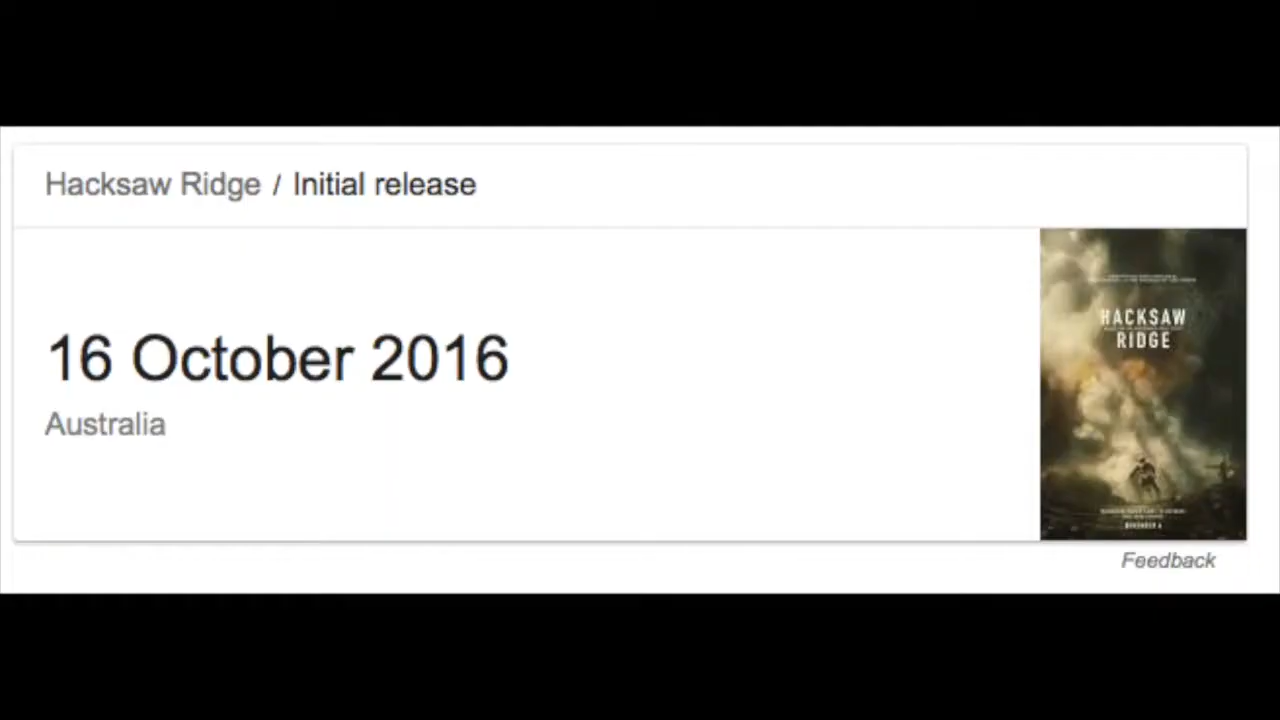 Hacksaw Ridge / Initial release
16 October 2016
Australia
HACKSAW
RIDGE
Feedback